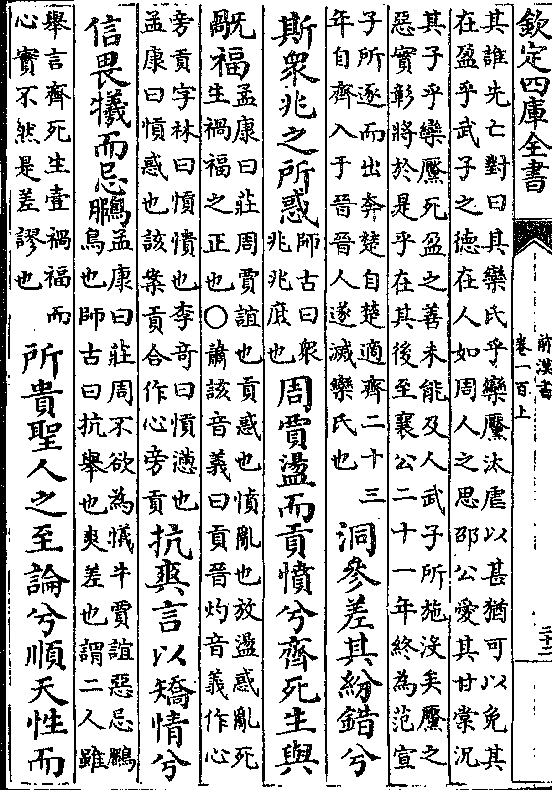 欽定四庫全書
前漢書
卷一百上
其誰先亡對曰其欒氏乎欒黶汰虐以甚猶可以免其
在盈乎武子之德在人如周人之思邵公愛其甘棠況
其子乎欒黶死盈之善未能及人武子所施沒矣黶之
惡實彰將於是乎在其後至襄公二十一年終為范宣
子所逐而出奔楚自楚適齊二十三
年自齊入于晉晉人遂滅欒氏也
洞參差其紛錯兮
斯衆兆之所惑
師古曰衆
兆兆庶也
周賈盪而貢憤兮齊死生與
旤福
孟康曰莊周賈誼也貢惑也憤亂也放盪惑亂死
生禍福之正也○蕭該音義曰貢晉灼音義作心
旁貢字林曰憤憒也李奇曰憤懣也
孟康曰憤惑也該案貢合作心旁貢
抗爽言以矯情兮
信畏犧而忌鵩
孟康曰莊周不欲為犧牛賈誼惡忌鵩
鳥也師古曰抗舉也爽差也謂二人雖
舉言齊死生壹禍福而
心實不然是差謬也
所貴聖人之至論兮順天性而